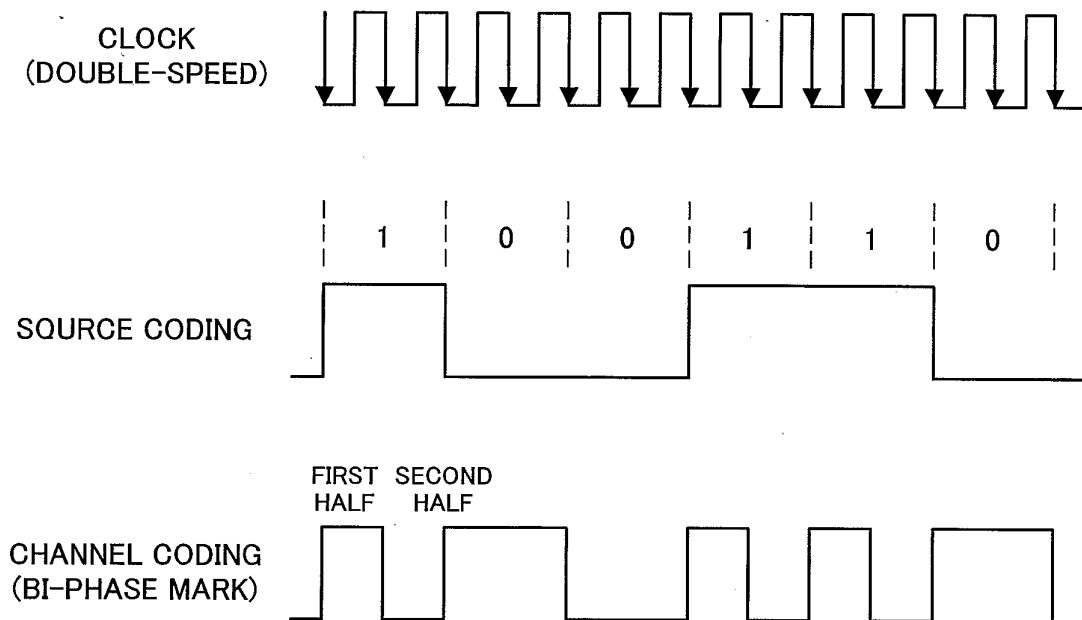 CLOCK
(DOUBLE-SPEED)
1 0 0 1 1 0
SOURCE CODING
FIRST SECOND
HALF HALF
CHANNEL CODING
(BI-PHASE MARK)